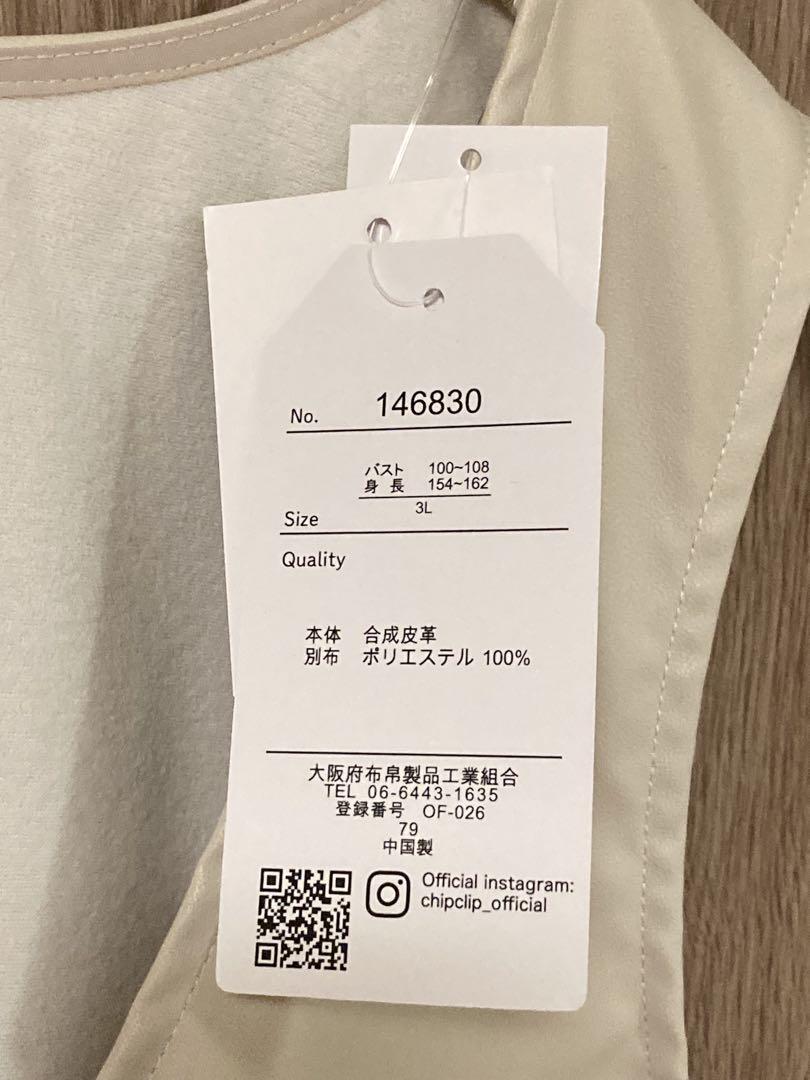 No. 146830
バスト 100~108
身長 154~162
3L
Size
Quality
本体 合成皮革
別布 ポリエステル 100%
大阪府布帛製品工業組合
TEL 06-6443-1635
登録番号 OF-026
79
中国製
Official instagram:
chipclip_official